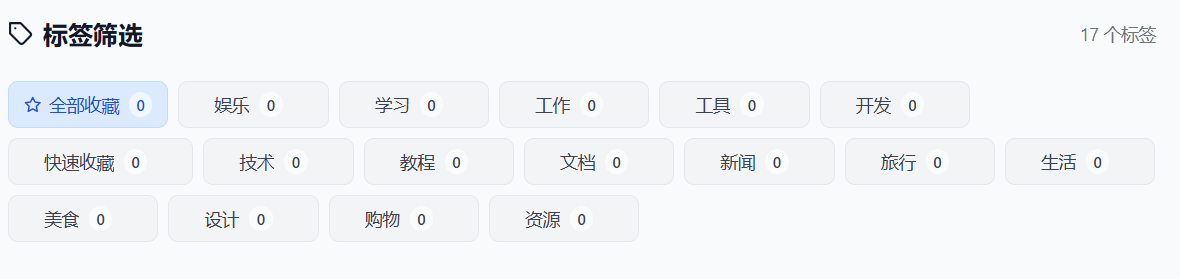 标签筛选 17 个标签
全部收藏 0 娱乐 0 学习 0 工作 0 工具 0 开发 0
快速收藏 0 技术 0 教程 0 文档 0 新闻 0 旅行 0 生活 0
美食 0 设计 0 购物 0 资源 0